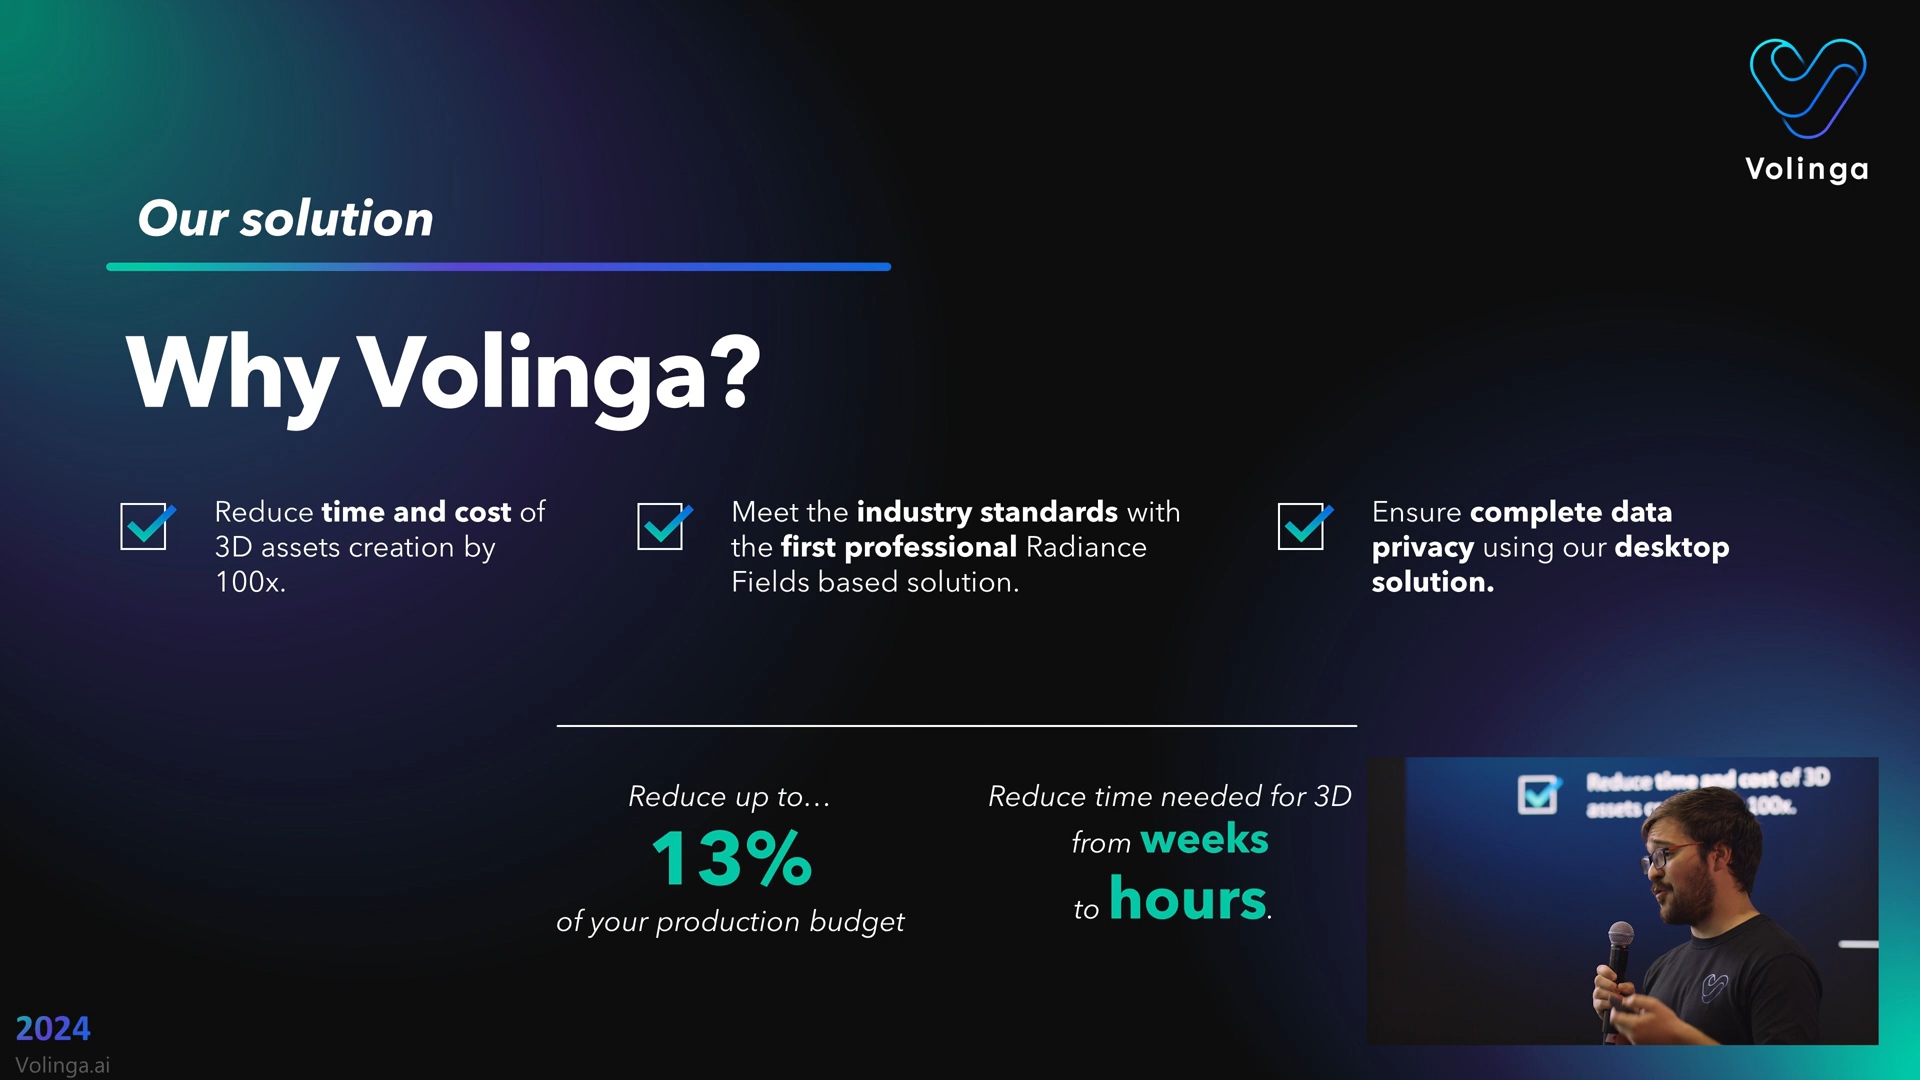 Volinga
Our solution
Why Volinga?
Reduce time and cost of
3D assets creation by
100x.
Meet the industry standards with
the first professional Radiance
Fields based solution.
Ensure complete data
privacy using our desktop
solution.
Reduce up to…
13%
of your production budget
Reduce time needed for 3D
from weeks
to hours.
Reduce time and cost of 3D
100x.
2024
Volinga.ai